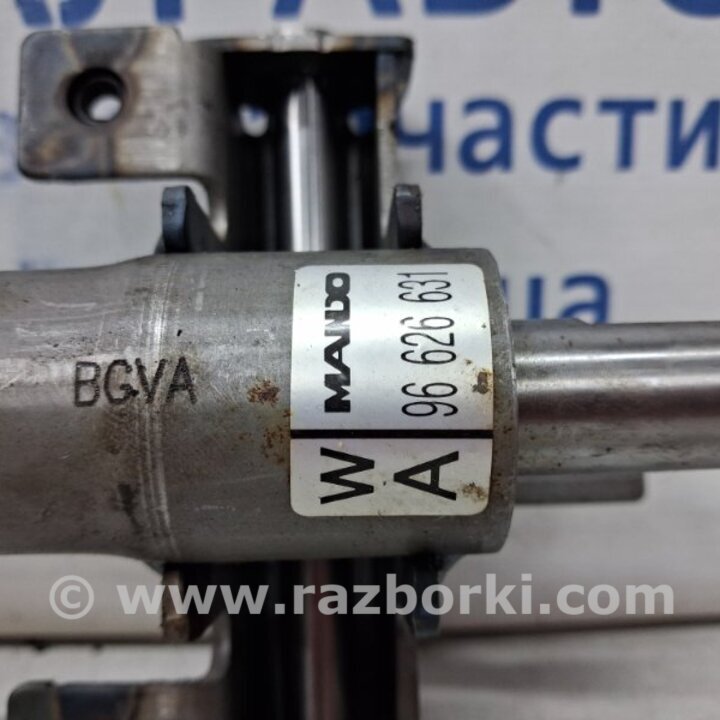 части
BGVA
MANDO
96 626 631
W
A
© www.razborki.com